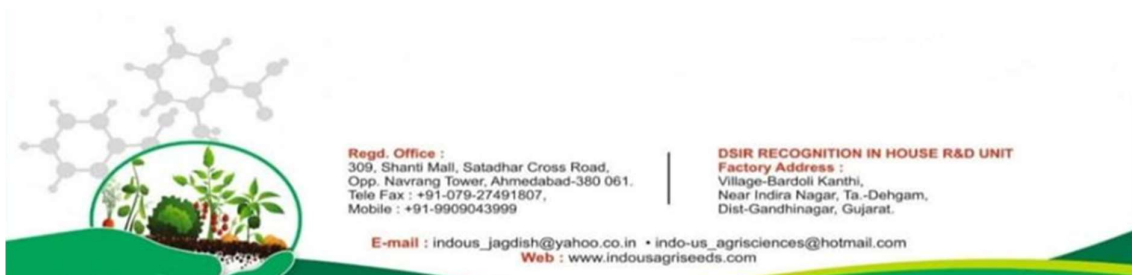 Regd. Office :
309, Shanti Mall, Satadhar Cross Road,
Opp. Navrang Tower, Ahmedabad-380 061.
Tele Fax : +91-079-27491807,
Mobile : +91-9909043999
DSIR RECOGNITION IN HOUSE R&D UNIT
Factory Address :
Village-Bardoli Kanthi,
Near Indira Nagar, Ta.-Dehgam,
Dist-Gandhinagar, Gujarat.
E-mail : indous_jagdish@yahoo.co.in • indo-us_agrisciences@hotmail.com
Web : www.indousagriseeds.com